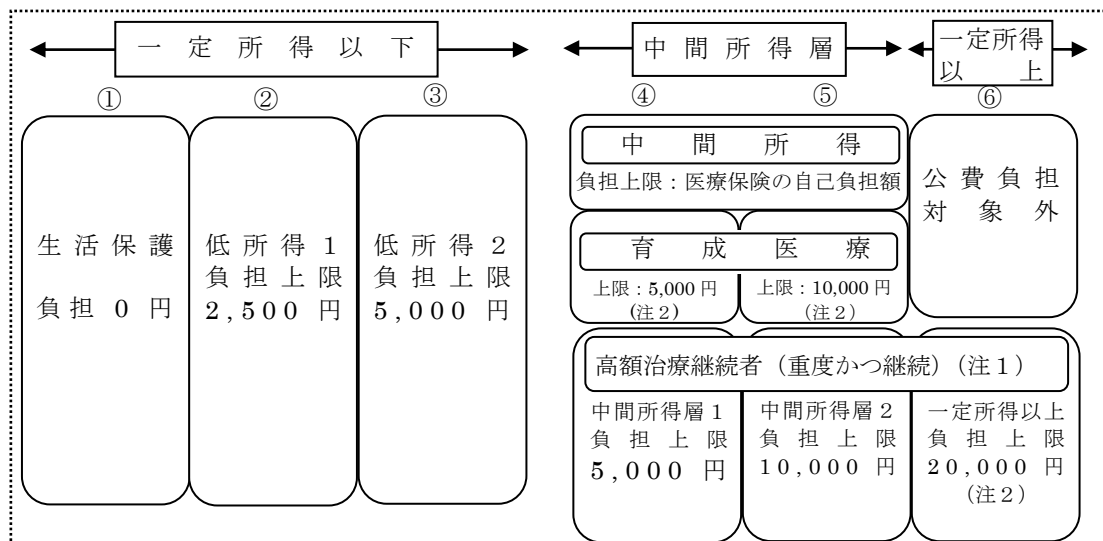 一定所得以下
中間所得層
一定所得
以上
①
②
③
④
⑤
⑥
生活保護
負担0円
低所得1
負担上限
2,500円
低所得2
負担上限
5,000円
中間所得
負担上限:医療保険の自己負担額
育成医療
上限:5,000円
(注2)
上限:10,000円
(注2)
公費負担
対象外
高額治療継続者(重度かつ継続)(注1)
中間所得層1
負担上限
5,000円
中間所得層2
負担上限
10,000円
一定所得以上
負担上限
20,000円
(注2)